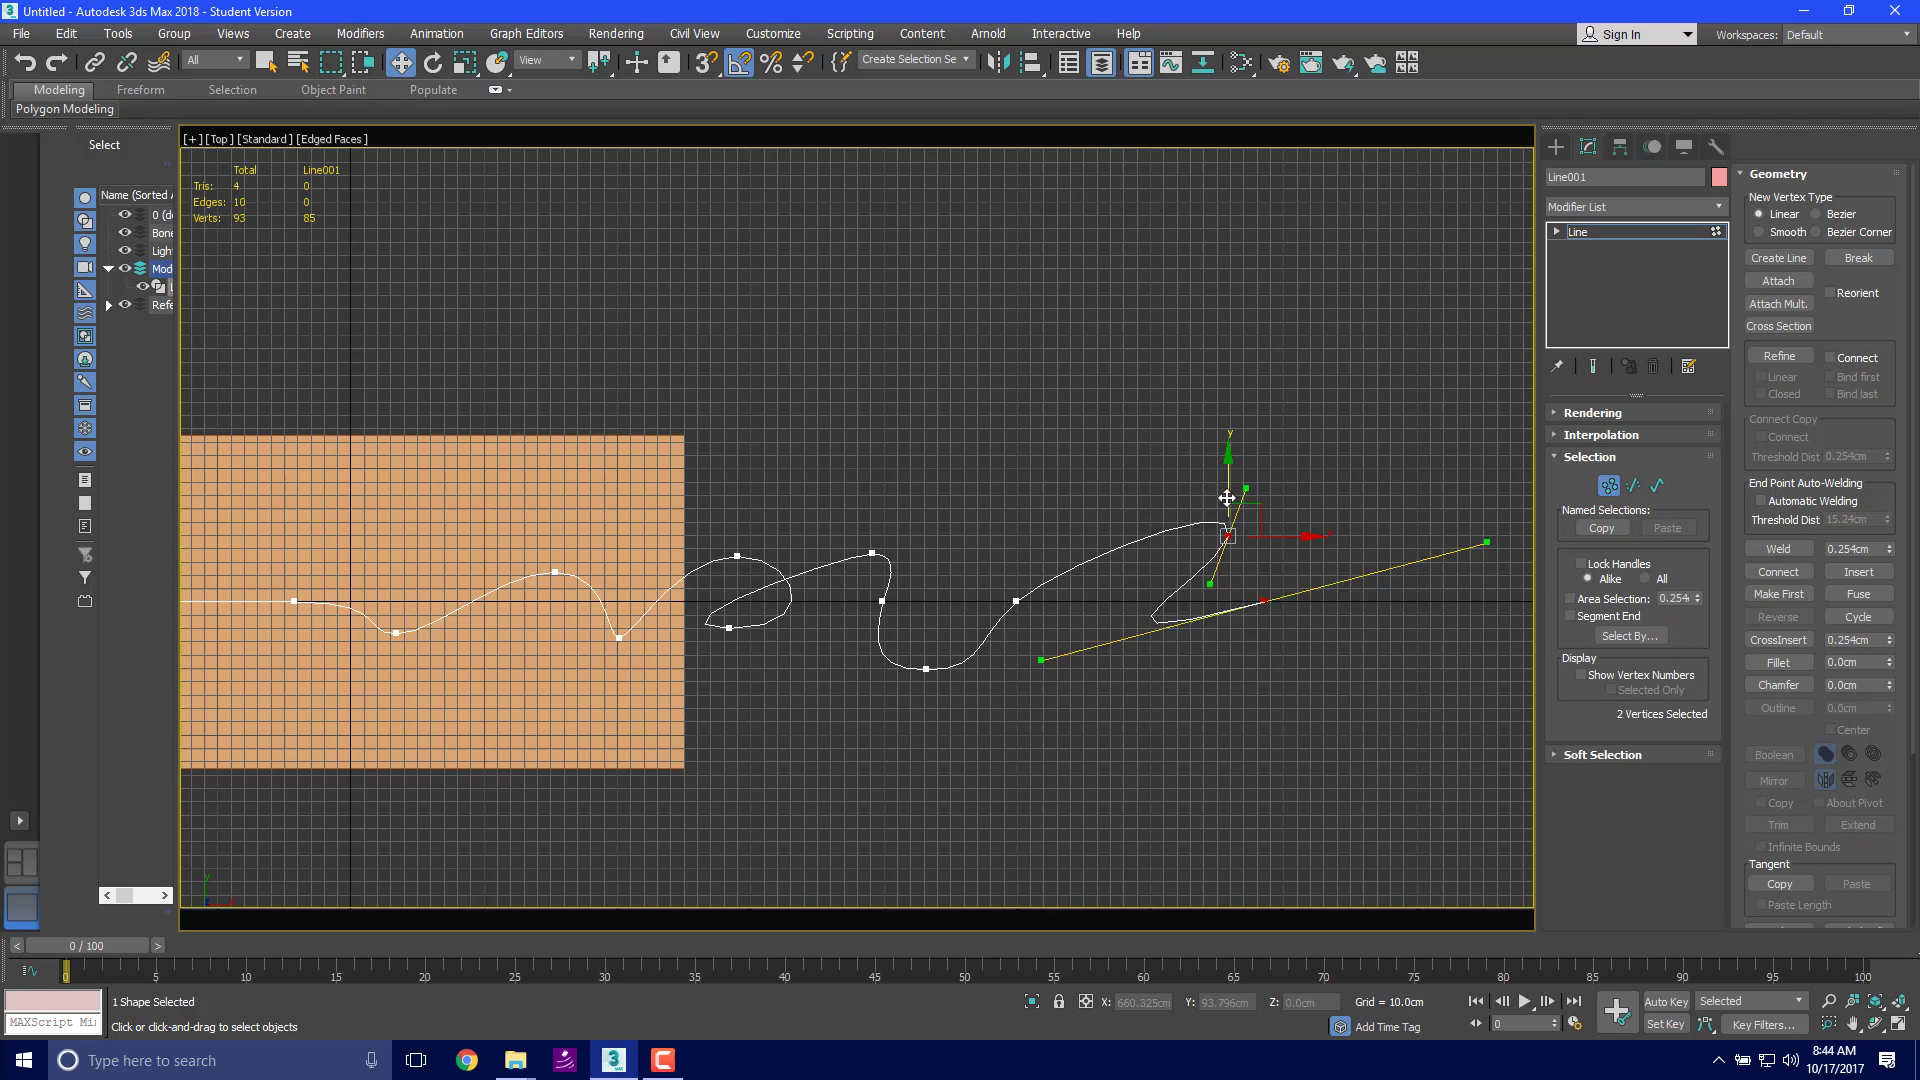 Untitled - Autodesk 3ds Max 2018 - Student Version
File Edit Tools Group Views Create Modifiers Animation Graph Editors Rendering Civil View Customize Scripting Content Arnold Interactive Help
Sign In
Workspaces: Default
All
View
Create Selection Se
Modeling Freeform Selection Object Paint Populate
Polygon Modeling
Select
Name (Sorted A
0 (de
Bone
Light
Mod
L
Refe
[+] [Top] [Standard] [Edged Faces]
Total Line001
Tris: 4 0
Edges: 10 0
Verts: 93 85
y
x
y
Line001
Modifier List
Line
Rendering
Interpolation
Selection
Named Selections:
Copy Paste
Lock Handles
Alike All
Area Selection: 0.254
Segment End
Select By...
Display
Show Vertex Numbers
Selected Only
2 Vertices Selected
Soft Selection
Geometry
New Vertex Type
Linear Bezier
Smooth Bezier Corner
Create Line Break
Attach
Reorient
Attach Mult.
Cross Section
Refine Connect
Linear Bind first
Closed Bind last
Connect Copy
Connect
Threshold Dist 0.254cm
End Point Auto-Welding
Automatic Welding
Threshold Dist 15.24cm
Weld 0.254cm
Connect Insert
Make First Fuse
Reverse Cycle
CrossInsert 0.254cm
Fillet 0.0cm
Chamfer 0.0cm
Outline 0.0cm
Center
Boolean
Mirror
Copy About Pivot
Trim Extend
Infinite Bounds
Tangent
Copy Paste
Paste Length
0 / 100
0 5 10 15 20 25 30 35 40 45 50 55 60 65 70 75 80 85 90 95 100
1 Shape Selected
MAXScript Mi
Click or click-and-drag to select objects
X: 660.325cm Y: 93.796cm Z: 0.0cm Grid = 10.0cm
Add Time Tag
0
Auto Key Selected
Set Key Key Filters...
Type here to search
8:44 AM
10/17/2017